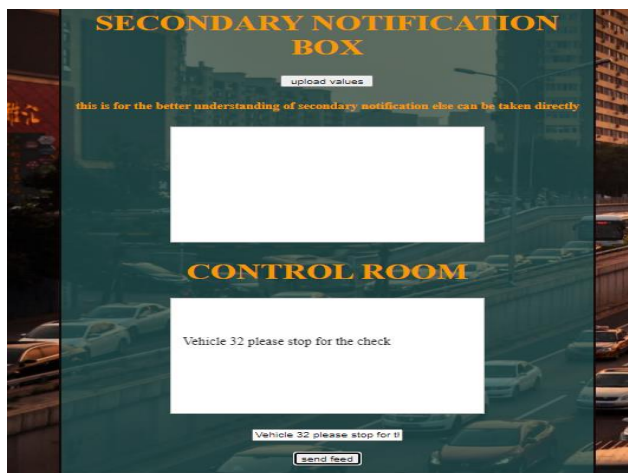 SECONDARY NOTIFICATION
BOX
upload values
this is for the better understanding of secondary notification else can be taken directly
CONTROL ROOM
Vehicle 32 please stop for the check
Vehicle 32 please stop for tl
send feed